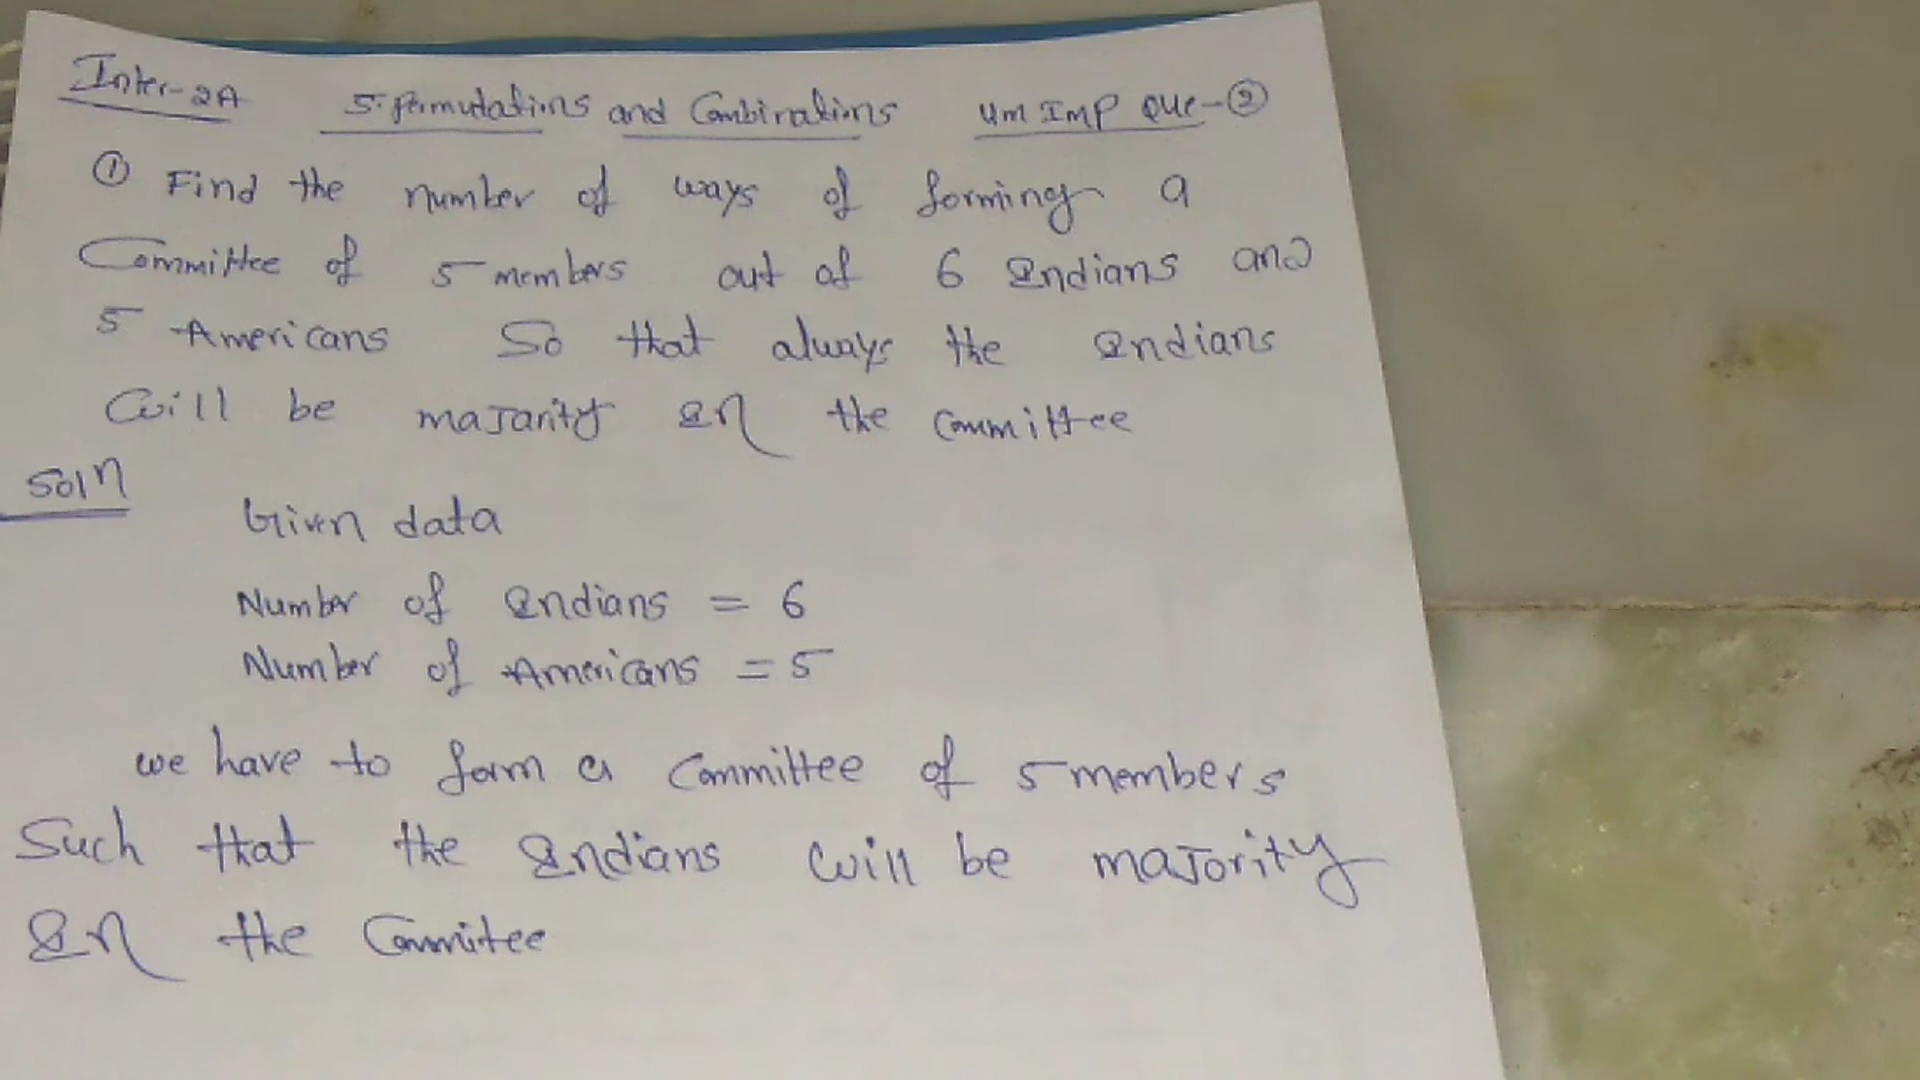 Inter-2A 5. Permutations and Combinations 4m Imp Que-②
① Find the number of ways of forming a
Committee of 5 members out of 6 Indians and
5 Americans So that always the Indians
will be majority In the committee
Soln
Given data
Number of Indians = 6
Number of Americans = 5
we have to form a Committee of 5 members
Such that the Indians will be majority
In the Commitee